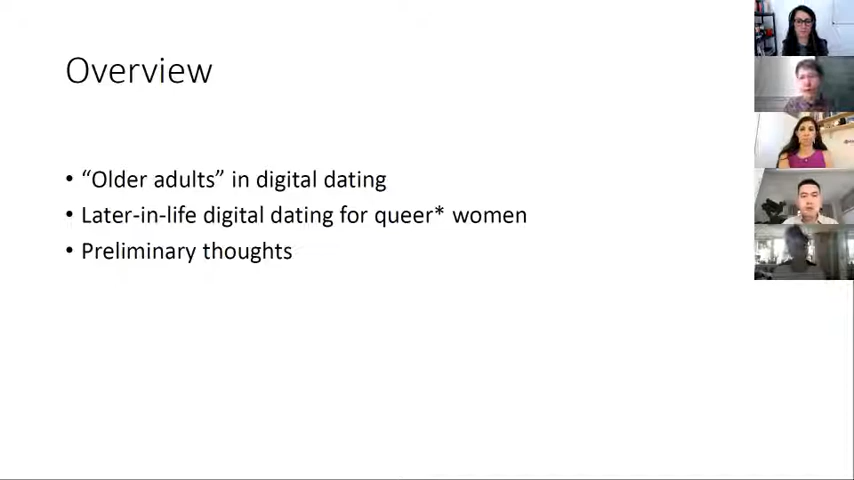 Overview
• “Older adults” in digital dating
• Later-in-life digital dating for queer* women
• Preliminary thoughts